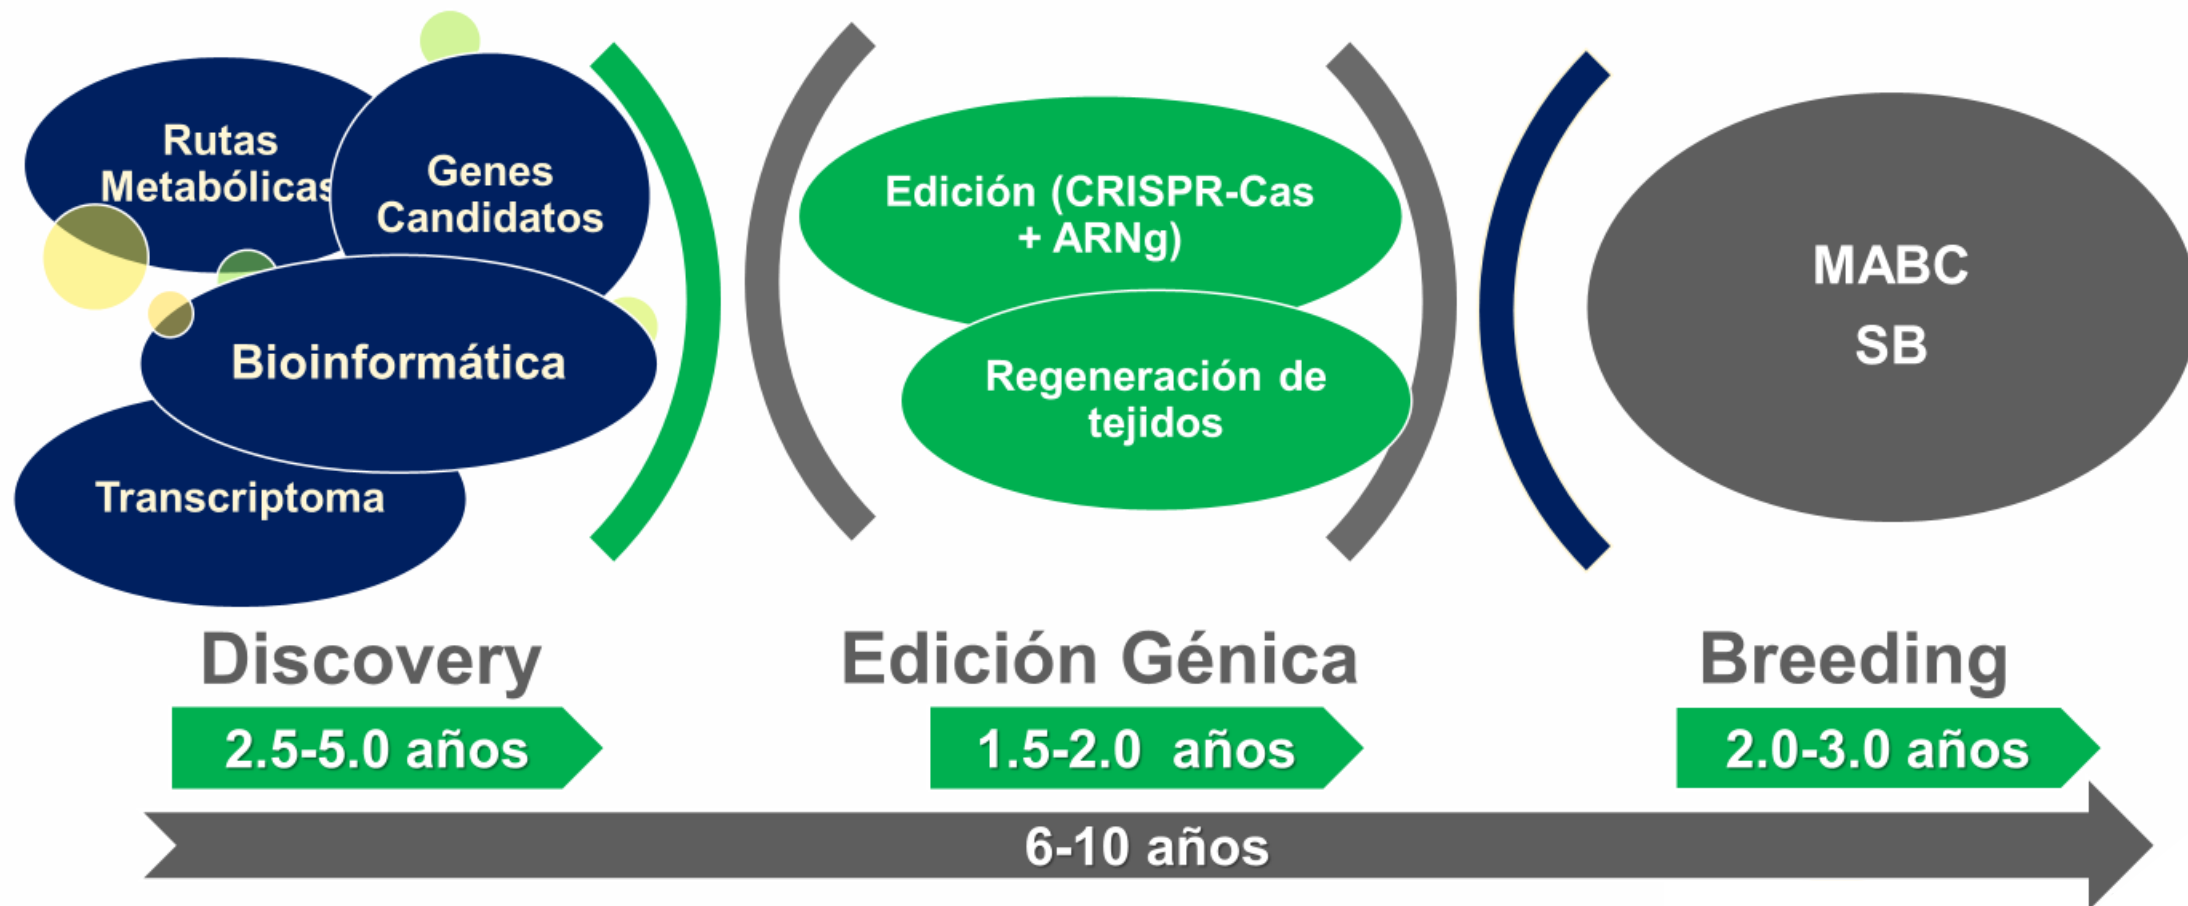 Rutas
Metabólicas
Genes
Candidatos
Bioinformática
Transcriptoma
Edición (CRISPR-Cas
+ ARNg)
Regeneración de
tejidos
MABC
SB
Discovery
Edición Génica
Breeding
2.5-5.0 años
1.5-2.0 años
2.0-3.0 años
6-10 años